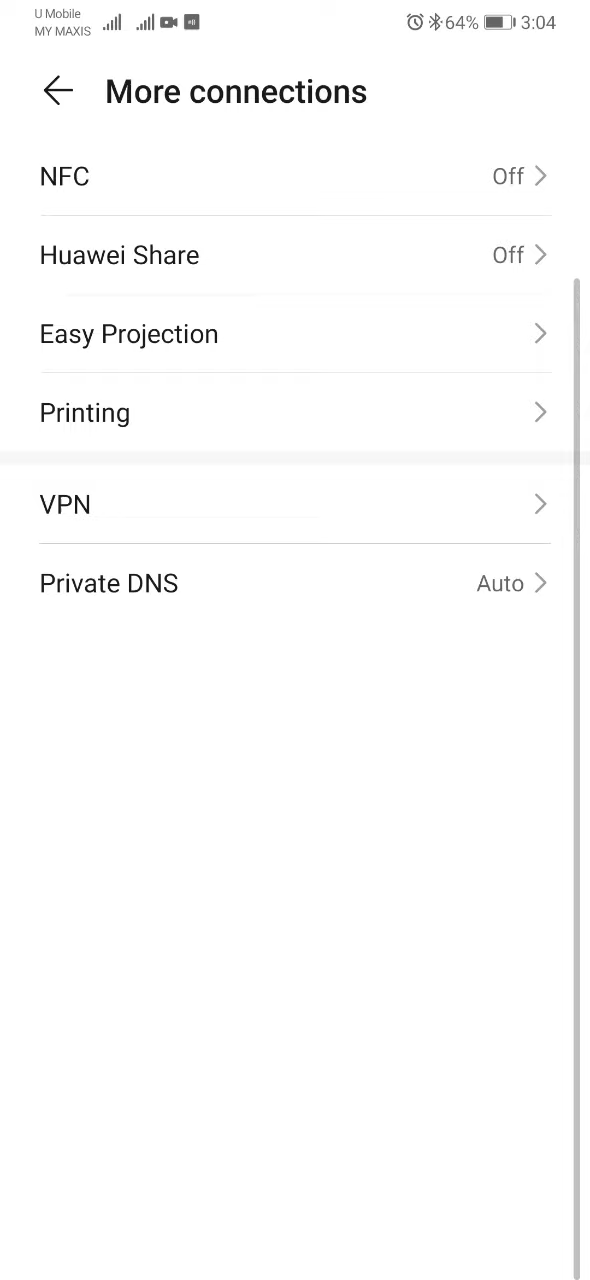 U Mobile
MY MAXIS
64% 3:04
More connections
NFC Off
Huawei Share Off
Easy Projection
Printing
VPN
Private DNS Auto